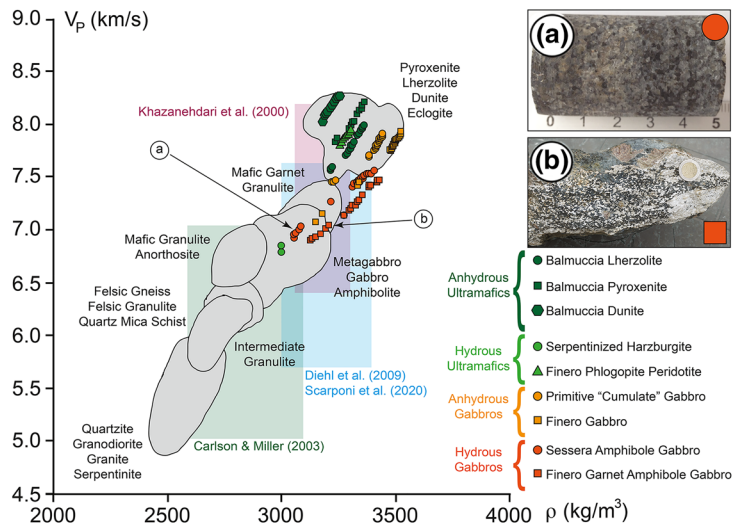 V_P (km/s)
9.0
8.5
8.0
7.5
7.0
6.5
6.0
5.5
5.0
4.5
2000
2500
3000
3500
4000
ρ (kg/m³)
Pyroxenite
Lherzolite
Dunite
Eclogite
Khazanehdari et al. (2000)
a
Mafic Garnet
Granulite
b
Mafic Granulite
Anorthosite
Metagabbro
Gabbro
Amphibolite
Felsic Gneiss
Felsic Granulite
Quartz Mica Schist
Intermediate
Granulite
Diehl et al. (2009)
Scarponi et al. (2020)
Quartzite
Granodiorite
Granite
Serpentinite
Carlson & Miller (2003)
(a)
0 1 2 3 4 5
(b)
Anhydrous
Ultramafics
Balmuccia Lherzolite
Balmuccia Pyroxenite
Balmuccia Dunite
Hydrous
Ultramafics
Serpentinized Harzburgite
Finero Phlogopite Peridotite
Anhydrous
Gabbros
Primitive “Cumulate” Gabbro
Finero Gabbro
Hydrous
Gabbros
Sessera Amphibole Gabbro
Finero Garnet Amphibole Gabbro